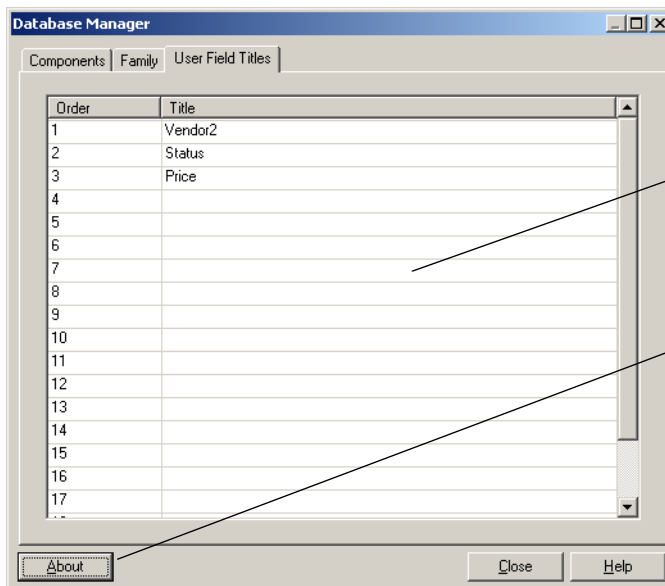 Database Manager
Components Family User Field Titles
Order Title
1 Vendor2
2 Status
3 Price
4
5
6
7
8
9
10
11
12
13
14
15
16
17
About Close Help